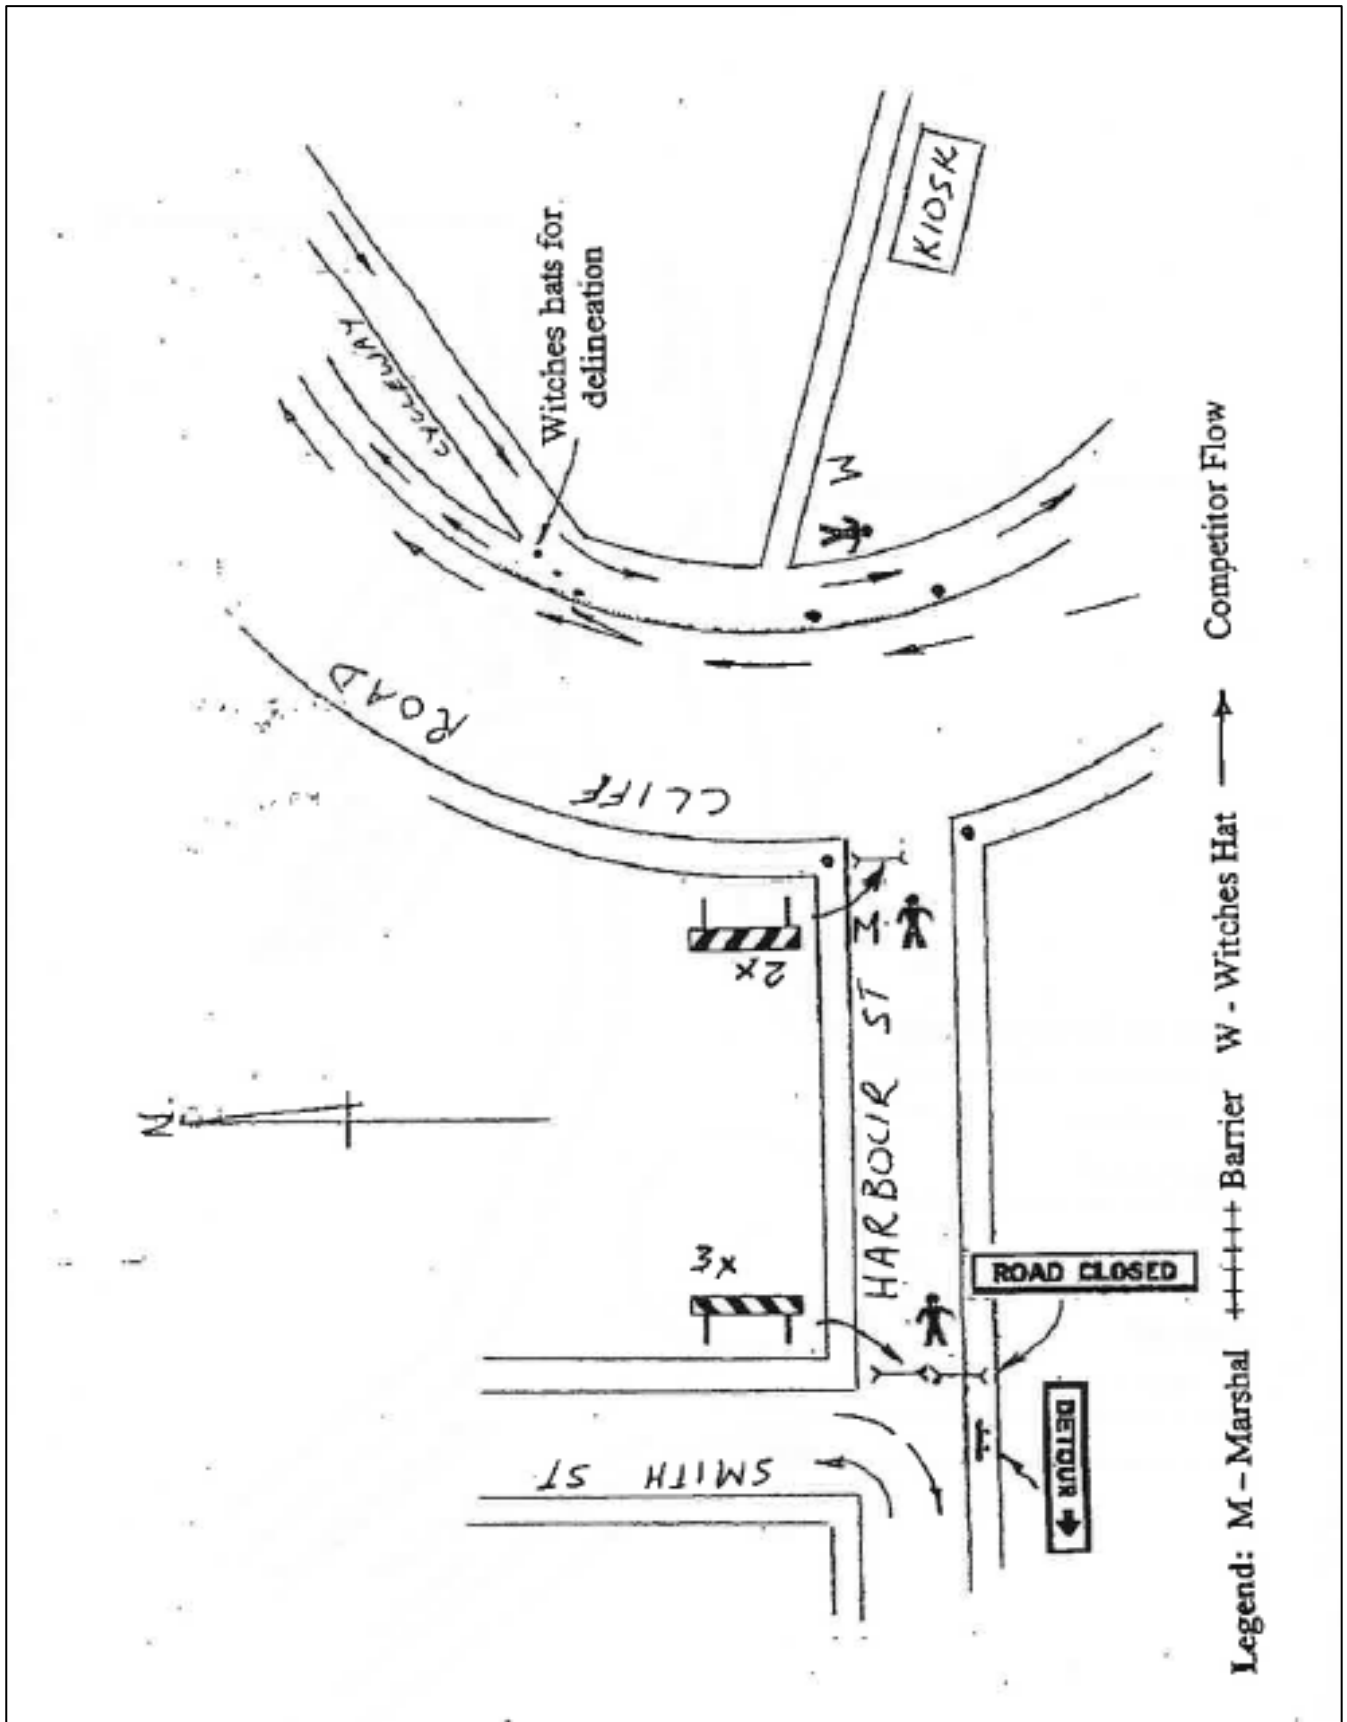 KIOSK
Witches hats for
delineation
CYCLEWAY
M
CLIFF ROAD
2x
M
HARBOUR ST
N
3x
ROAD CLOSED
DETOUR
SMITH ST
Legend: M – Marshal ++++++ Barrier W - Witches Hat Competitor Flow